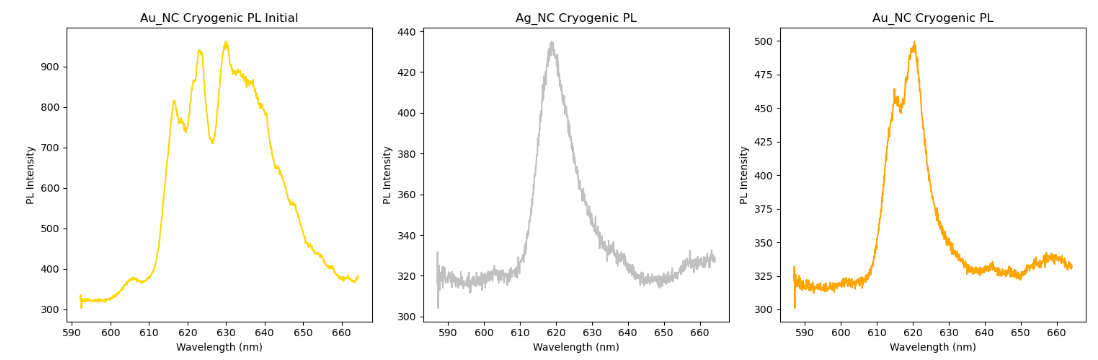 Au_NC Cryogenic PL Initial
PL Intensity
900
800
700
600
500
400
300
590 600 610 620 630 640 650 660
Wavelength (nm)
Ag_NC Cryogenic PL
PL Intensity
440
420
400
380
360
340
320
300
590 600 610 620 630 640 650 660
Wavelength (nm)
Au_NC Cryogenic PL
PL Intensity
500
475
450
425
400
375
350
325
300
590 600 610 620 630 640 650 660
Wavelength (nm)